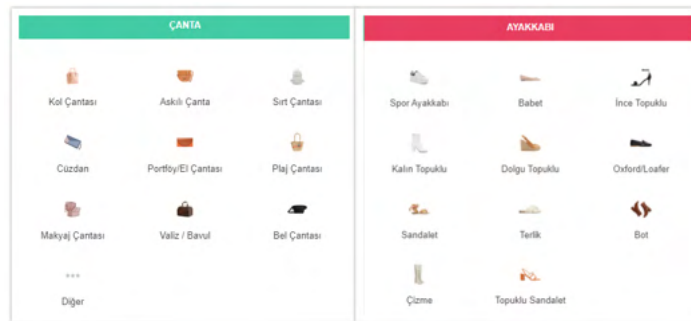 ÇANTA
Kol Çantası
Askılı Çanta
Sırt Çantası
Cüzdan
Portföy/El Çantası
Plaj Çantası
Makyaj Çantası
Valiz / Bavul
Bel Çantası
Diğer
AYAKKABI
Spor Ayakkabı
Babet
İnce Topuklu
Kalın Topuklu
Dolgu Topuklu
Oxford/Loafer
Sandalet
Terlik
Bot
Çizme
Topuklu Sandalet